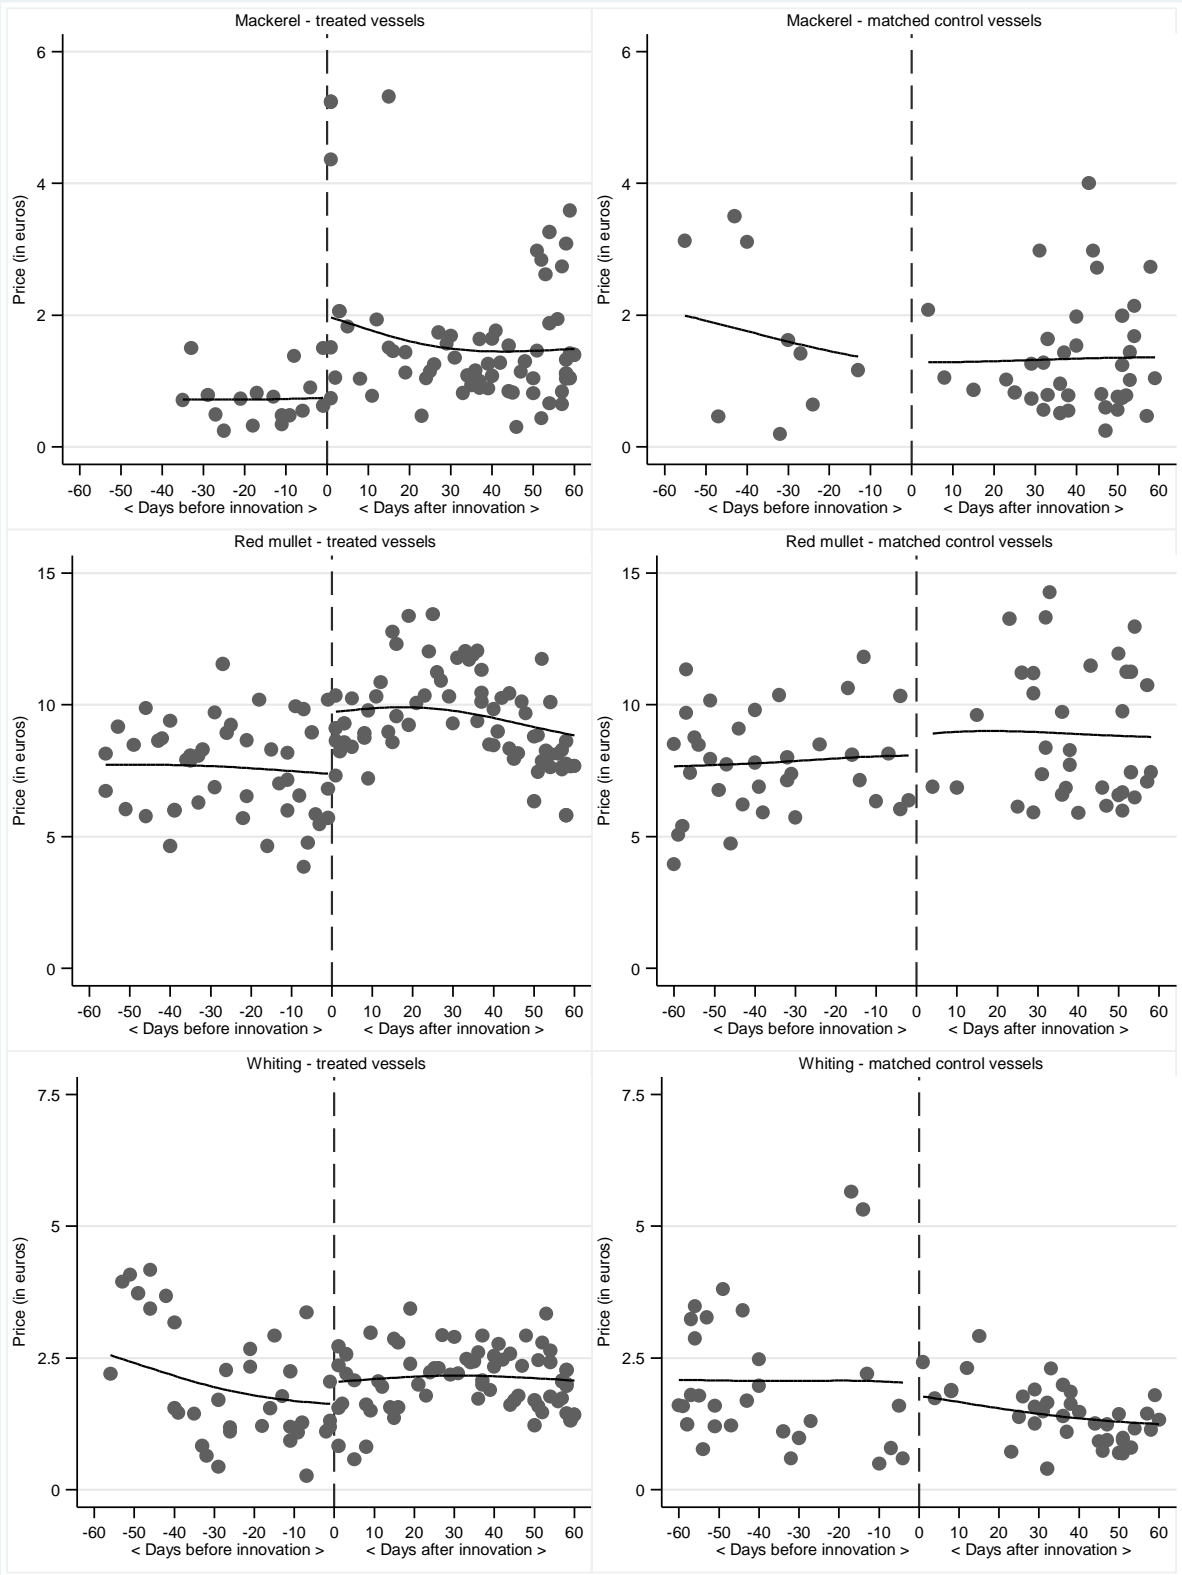 Mackerel - treated vessels
6
4
2
0
Price (in euros)
-60 -50 -40 -30 -20 -10 0 10 20 30 40 50 60
< Days before innovation > < Days after innovation >
Mackerel - matched control vessels
6
4
2
0
Price (in euros)
-60 -50 -40 -30 -20 -10 0 10 20 30 40 50 60
< Days before innovation > < Days after innovation >
Red mullet - treated vessels
15
10
5
0
Price (in euros)
-60 -50 -40 -30 -20 -10 0 10 20 30 40 50 60
< Days before innovation > < Days after innovation >
Red mullet - matched control vessels
15
10
5
0
Price (in euros)
-60 -50 -40 -30 -20 -10 0 10 20 30 40 50 60
< Days before innovation > < Days after innovation >
Whiting - treated vessels
7.5
5
2.5
0
Price (in euros)
-60 -50 -40 -30 -20 -10 0 10 20 30 40 50 60
< Days before innovation > < Days after innovation >
Whiting - matched control vessels
7.5
5
2.5
0
Price (in euros)
-60 -50 -40 -30 -20 -10 0 10 20 30 40 50 60
< Days before innovation > < Days after innovation >